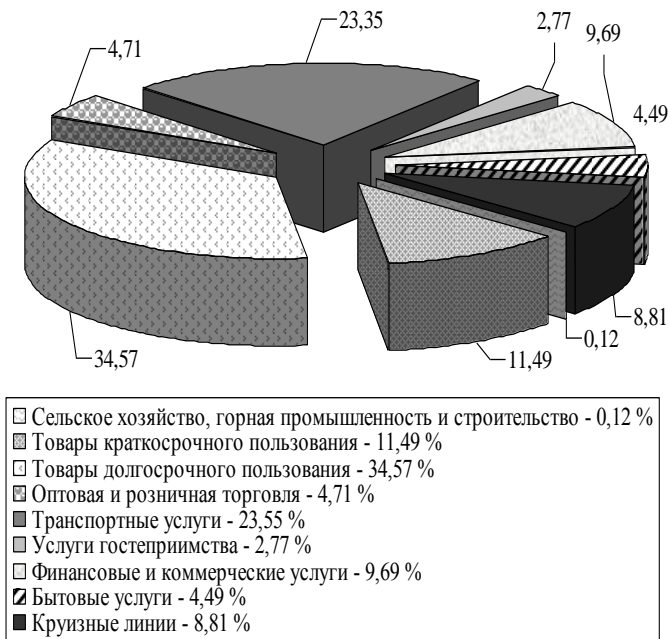 23,35
2,77
9,69
4,71
4,49
8,81
0,12
34,57
11,49
Сельское хозяйство, горная промышленность и строительство - 0,12 %
Товары краткосрочного пользования - 11,49 %
Товары долгосрочного пользования - 34,57 %
Оптовая и розничная торговля - 4,71 %
Транспортные услуги - 23,55 %
Услуги гостеприимства - 2,77 %
Финансовые и коммерческие услуги - 9,69 %
Бытовые услуги - 4,49 %
Круизные линии - 8,81 %